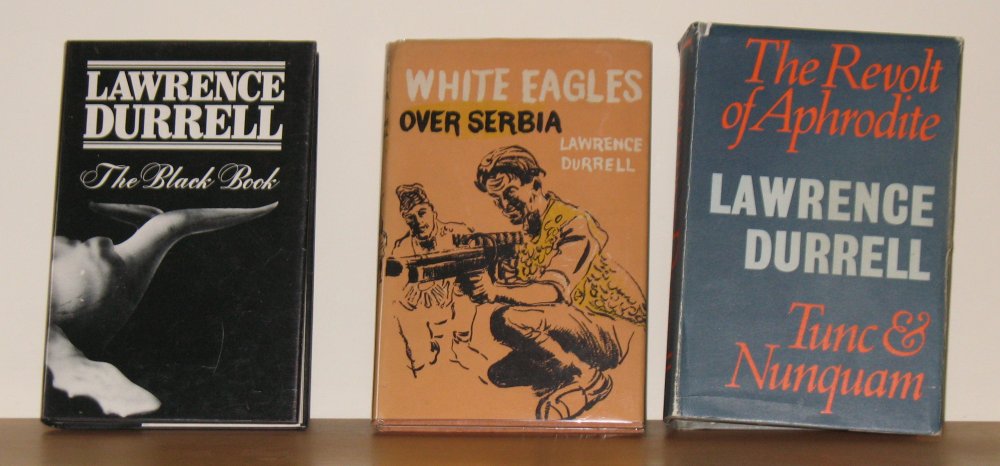 LAWRENCE
DURRELL
The Black Book
WHITE EAGLES
OVER SERBIA
LAWRENCE
DURRELL
The Revolt
of Aphrodite
LAWRENCE
DURRELL
Tunc &
Nunquam